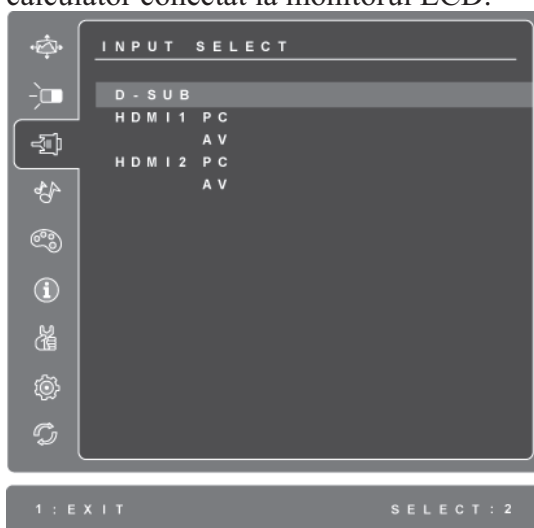 calculator conectat la monitorul LCD.
INPUT SELECT
D-SUB
HDMI1 PC
AV
HDMI2 PC
AV
1:EXIT SELECT:2